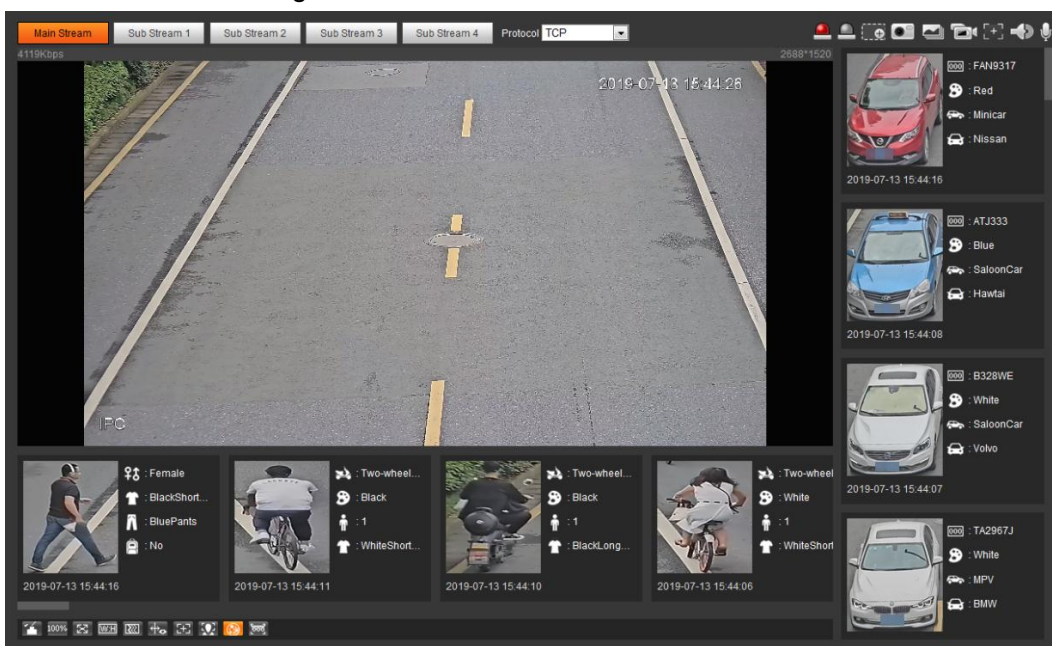 Main Stream Sub Stream 1 Sub Stream 2 Sub Stream 3 Sub Stream 4 Protocol TCP
4119Kbps 2688*1520
2019-07-13 15:44:26
IPC
: FAN9317
: Red
: Minicar
: Nissan
2019-07-13 15:44:16
: ATJ333
: Blue
: SaloonCar
: Hawtai
2019-07-13 15:44:08
: B328WE
: White
: SaloonCar
: Volvo
2019-07-13 15:44:07
: TA2967J
: White
: MPV
: BMW
: Female
: BlackShort...
: BluePants
: No
2019-07-13 15:44:16
: Two-wheel...
: Black
: 1
: WhiteShort...
2019-07-13 15:44:11
: Two-wheel...
: Black
: 1
: BlackLong...
2019-07-13 15:44:10
: Two-wheel
: White
: 1
: WhiteShort
2019-07-13 15:44:06
100% W:H